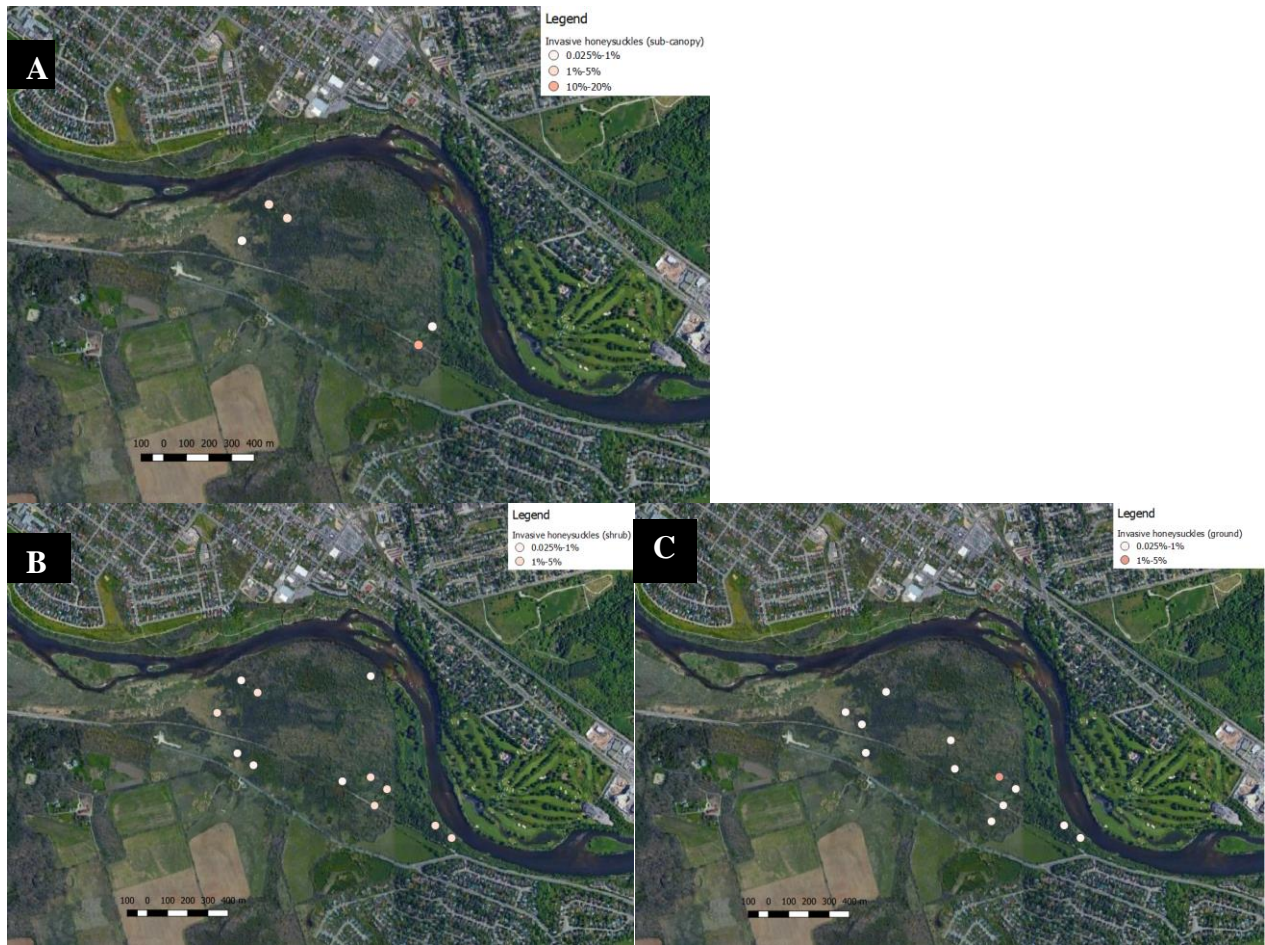 A
Legend
Invasive honeysuckles (sub-canopy)
0.025%-1%
1%-5%
10%-20%
100 0 100 200 300 400 m
B
Legend
Invasive honeysuckles (shrub)
0.025%-1%
1%-5%
100 0 100 200 300 400 m
C
Legend
Invasive honeysuckles (ground)
0.025%-1%
1%-5%
100 0 100 200 300 400 m